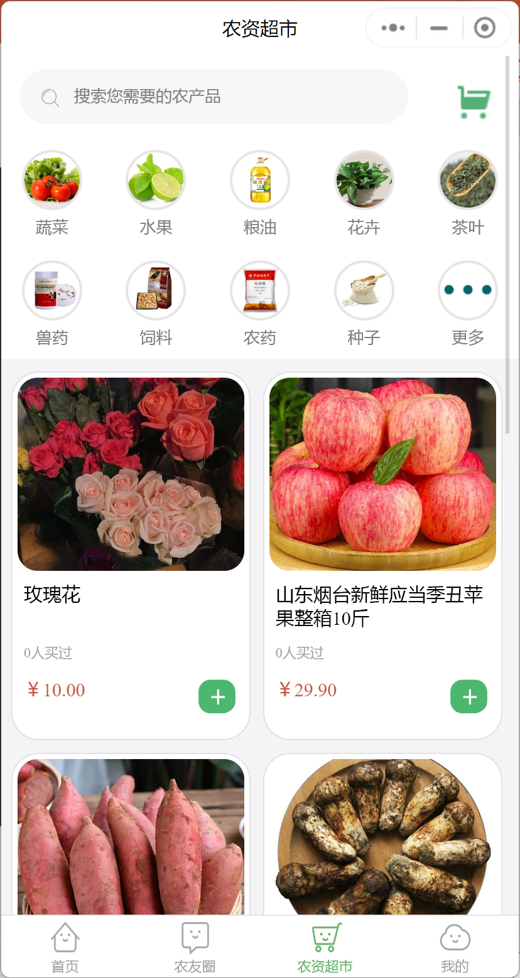 农资超市
搜索您需要的农产品
蔬菜 水果 粮油 花卉 茶叶
兽药 饲料 农药 种子 更多
玫瑰花
0人买过
￥10.00
山东烟台新鲜应当季丑苹
果整箱10斤
0人买过
￥29.90
首页 农友圈 农资超市 我的